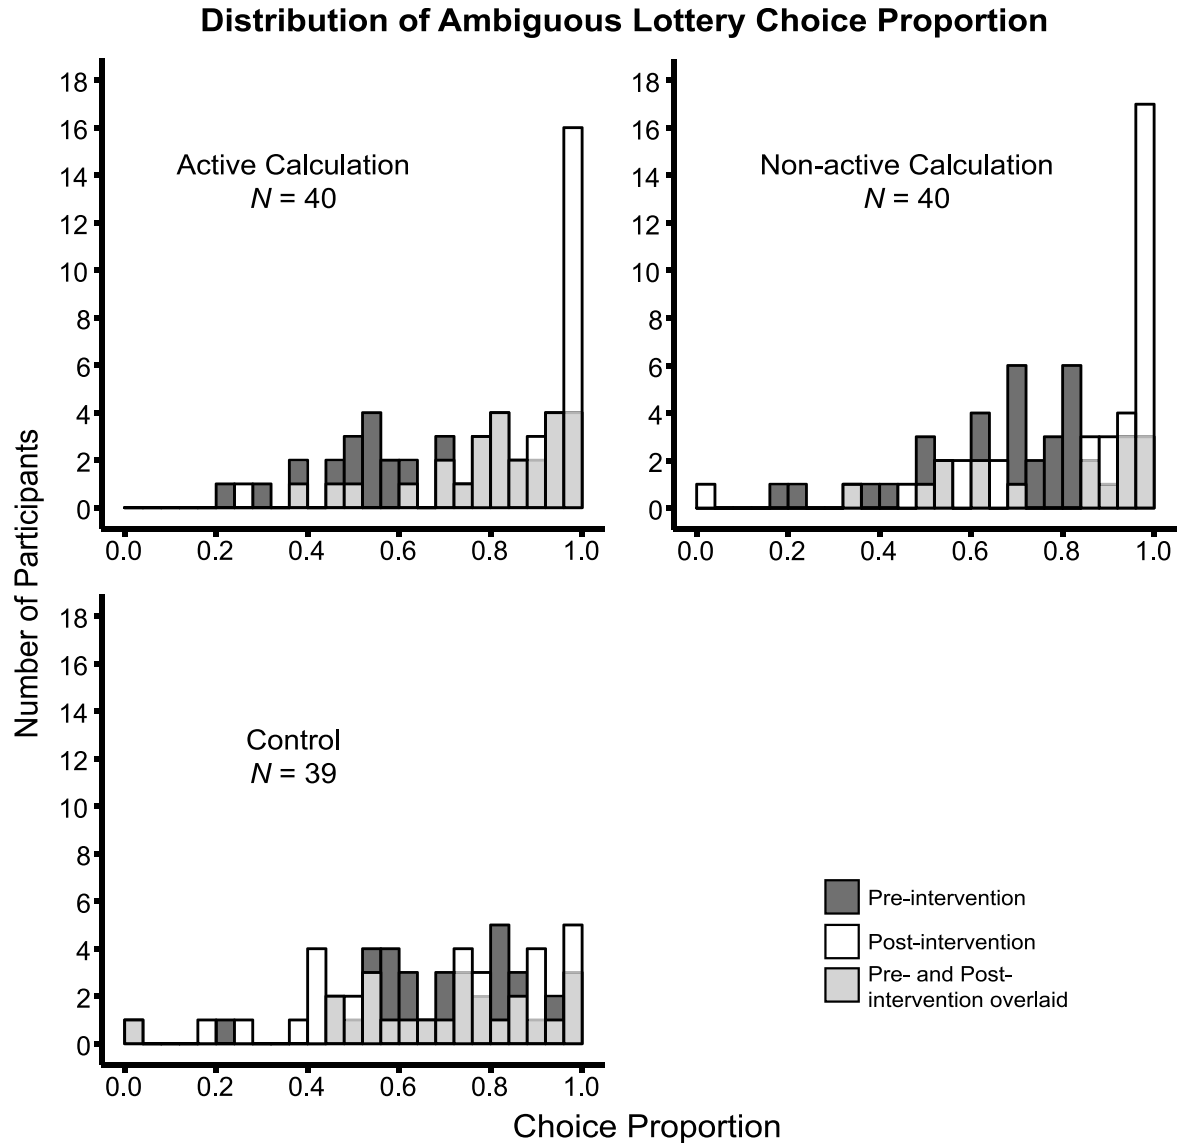 Distribution of Ambiguous Lottery Choice Proportion
18
16
14
12
10
8
6
4
2
0
Active Calculation
N = 40
0.0 0.2 0.4 0.6 0.8 1.0
18
16
14
12
10
8
6
4
2
0
Non-active Calculation
N = 40
0.0 0.2 0.4 0.6 0.8 1.0
Number of Participants
18
16
14
12
10
8
6
4
2
0
Control
N = 39
0.0 0.2 0.4 0.6 0.8 1.0
Pre-intervention
Post-intervention
Pre- and Post-
intervention overlaid
Choice Proportion